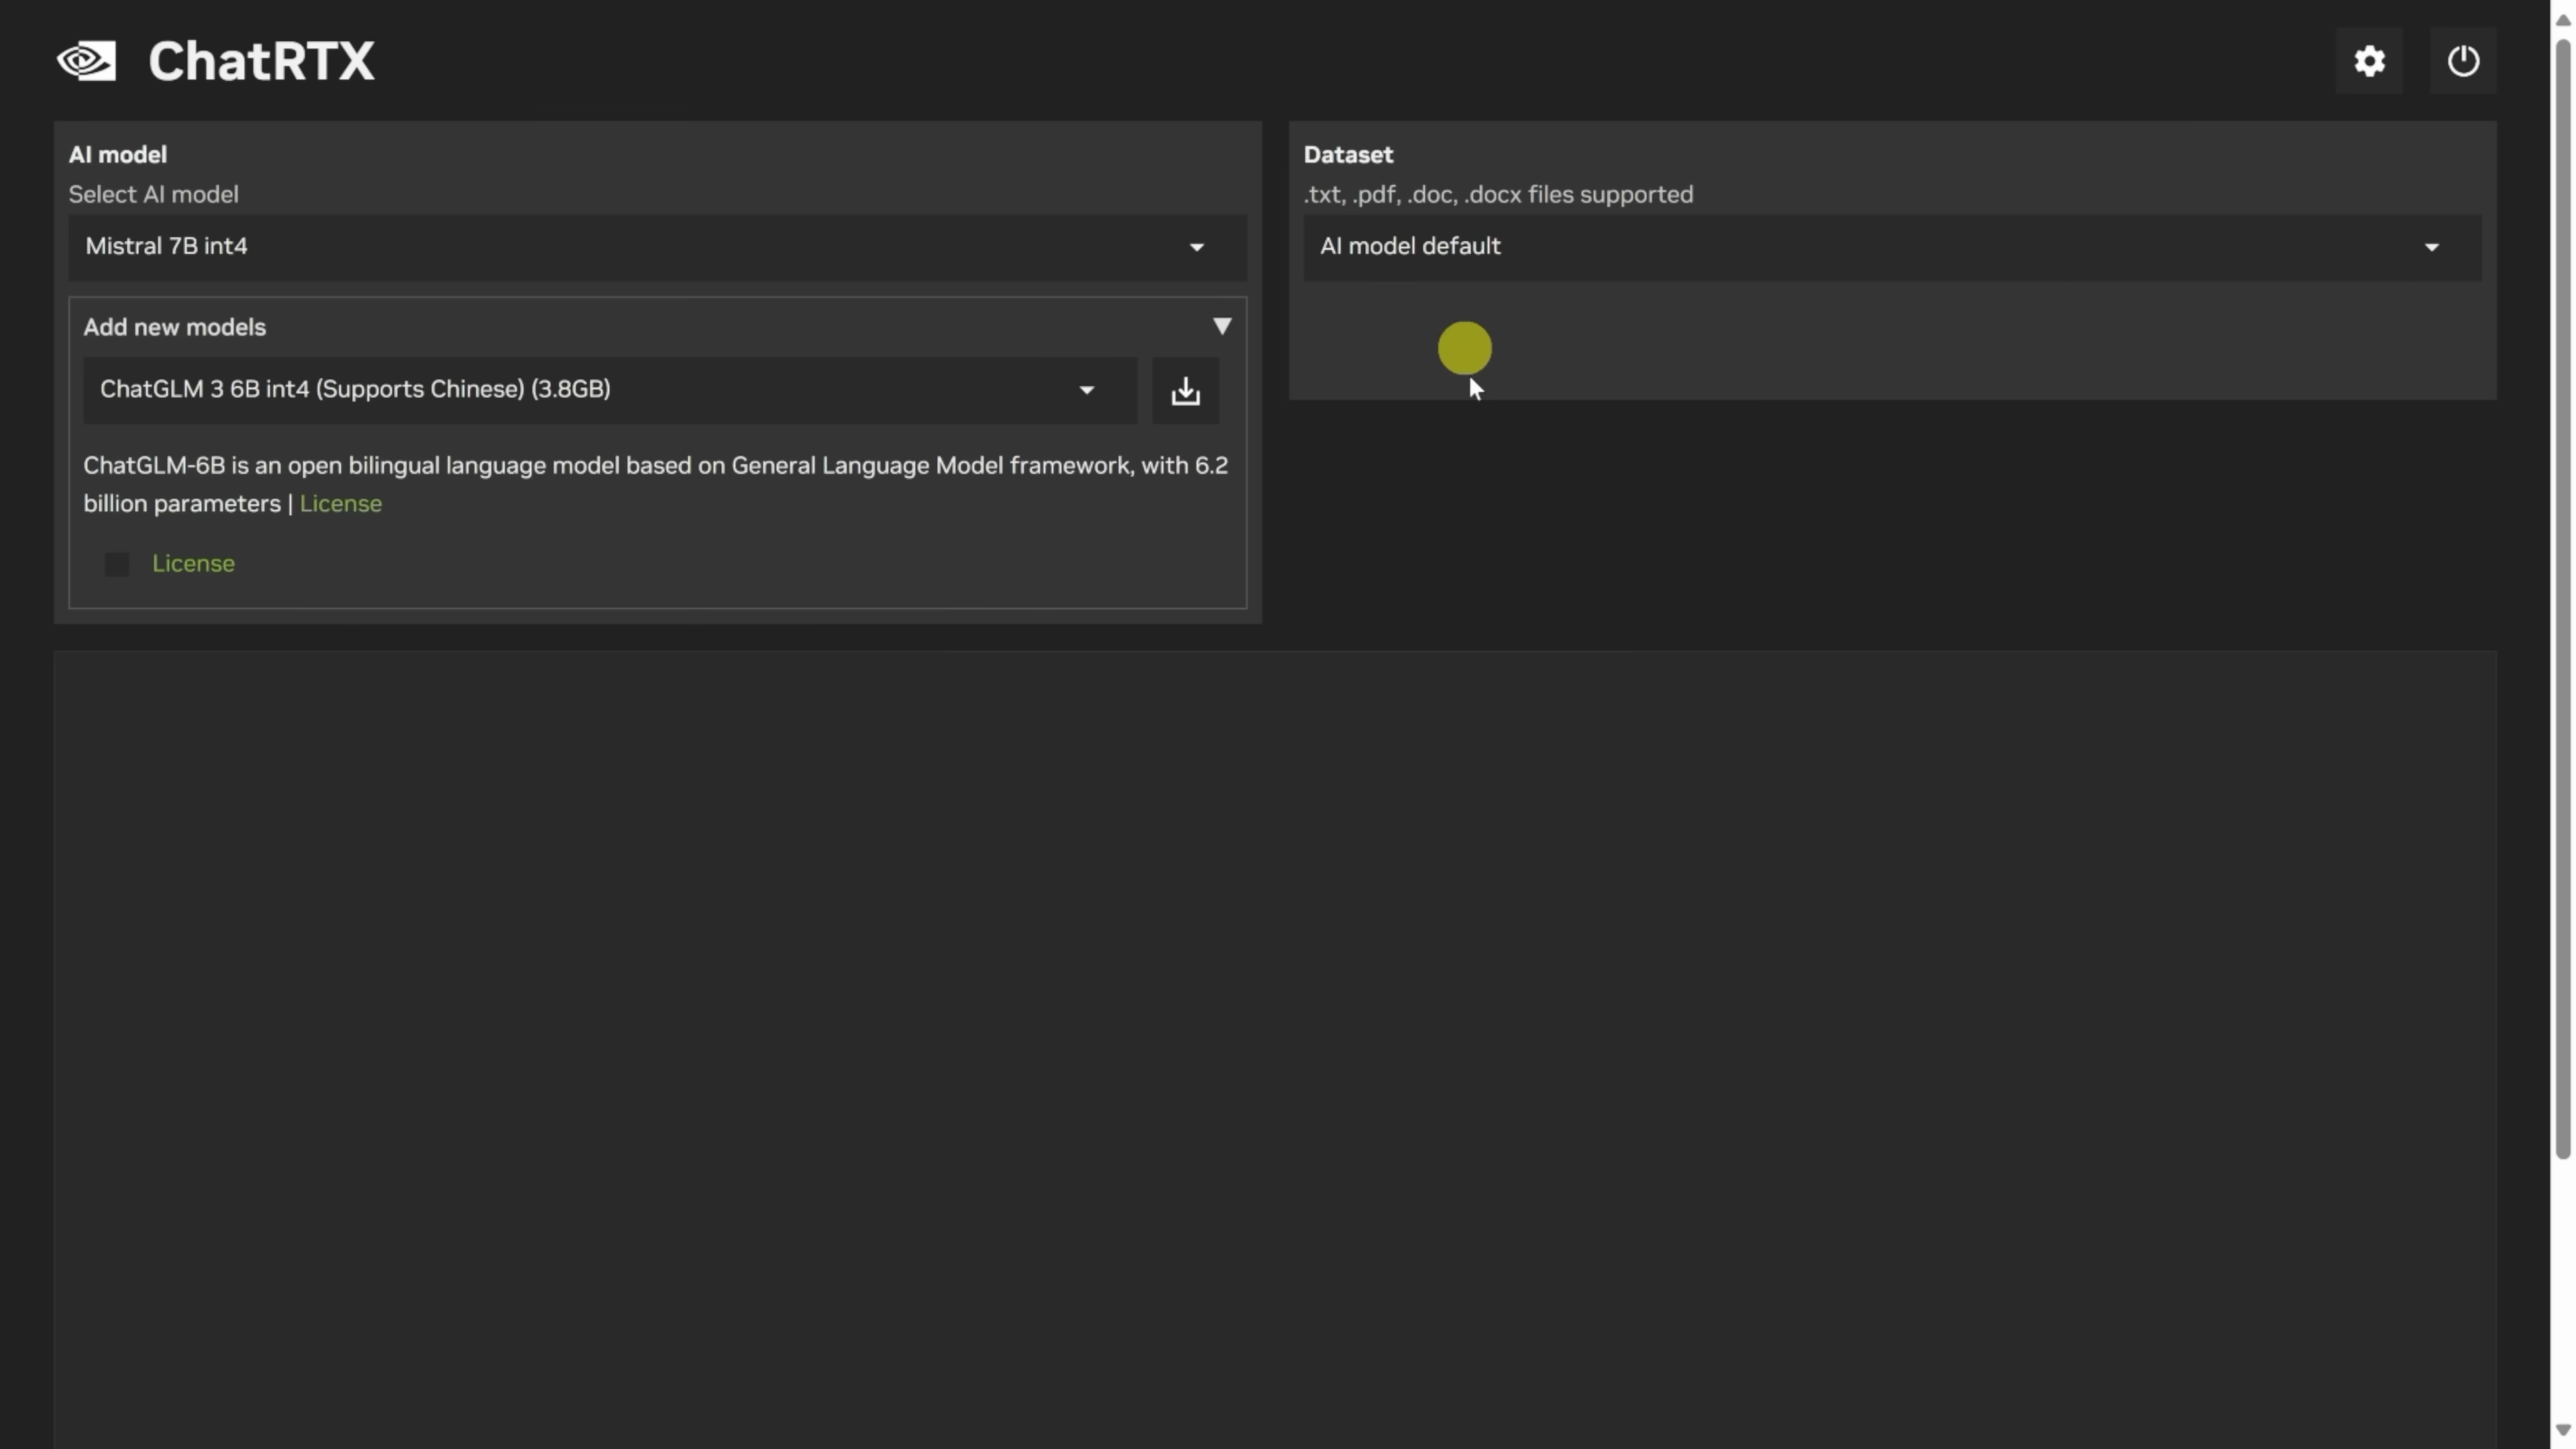 ChatRTX
AI model
Select AI model
Mistral 7B int4
Add new models
ChatGLM 3 6B int4 (Supports Chinese) (3.8GB)
ChatGLM-6B is an open bilingual language model based on General Language Model framework, with 6.2
billion parameters | License
License
Dataset
.txt, .pdf, .doc, .docx files supported
AI model default